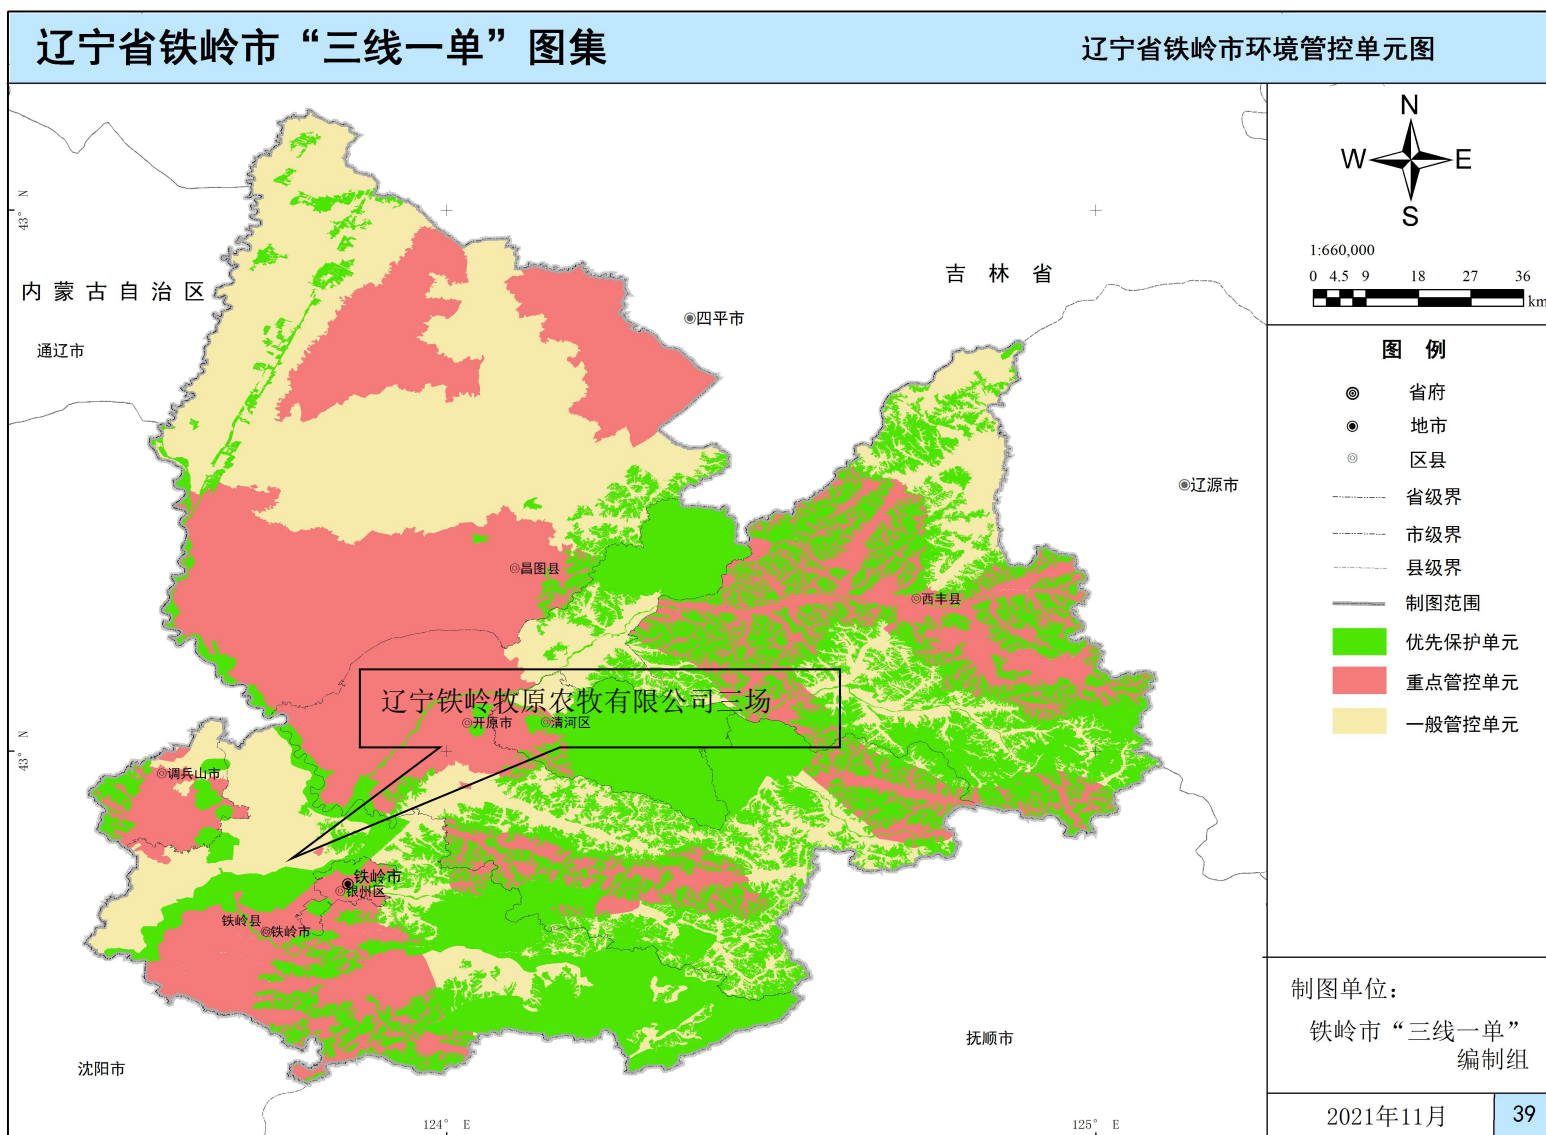 辽宁省铁岭市“三线一单”图集
辽宁省铁岭市环境管控单元图
N
W E
S
1:660,000
0 4.5 9 18 27 36
km
43° N
内蒙古自治区
吉林省
四平市
通辽市
辽源市
昌图县
西丰县
辽宁铁岭牧原农牧有限公司三场
开原市
清河区
43° N
调兵山市
铁岭市
银州区
铁岭县
铁岭市
抚顺市
沈阳市
124° E
125° E
图例
省府
地市
区县
省级界
市级界
县级界
制图范围
优先保护单元
重点管控单元
一般管控单元
制图单位：
铁岭市“三线一单”
编制组
2021年11月
39